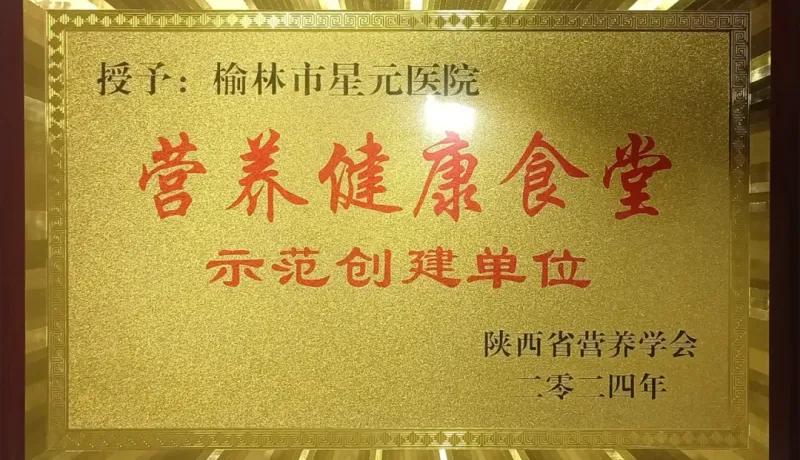 授予：榆林市星元医院
营养健康食堂
示范创建单位
陕西省营养学会
二零二四年